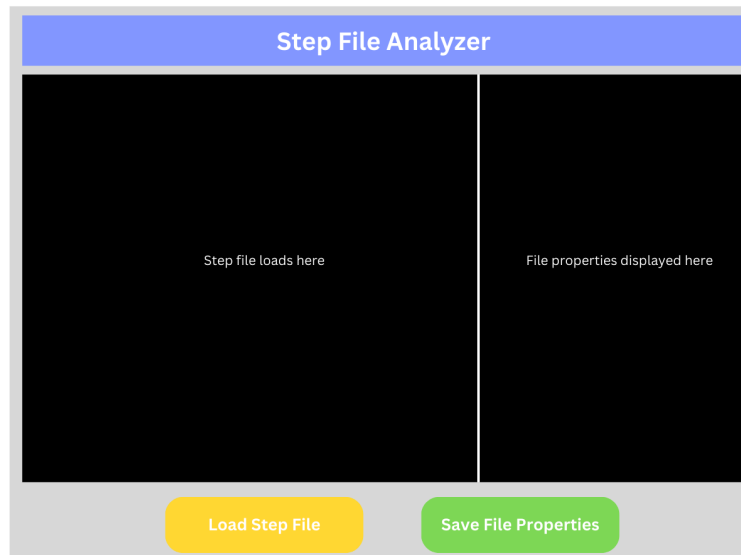 Step File Analyzer
Step file loads here
File properties displayed here
Load Step File
Save File Properties